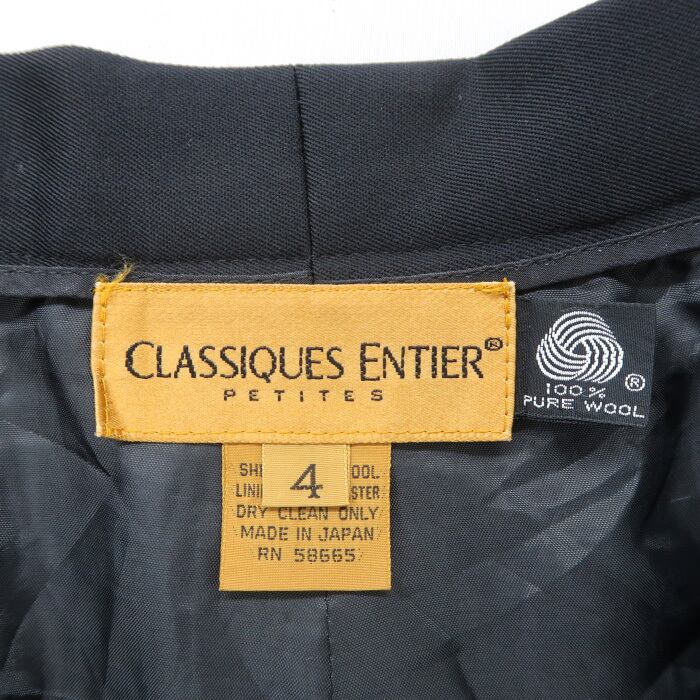 CLASSIQUES ENTIER®
PETITES
100%
PURE WOOL ®
4
DRY CLEAN ONLY
MADE IN JAPAN
RN 58665